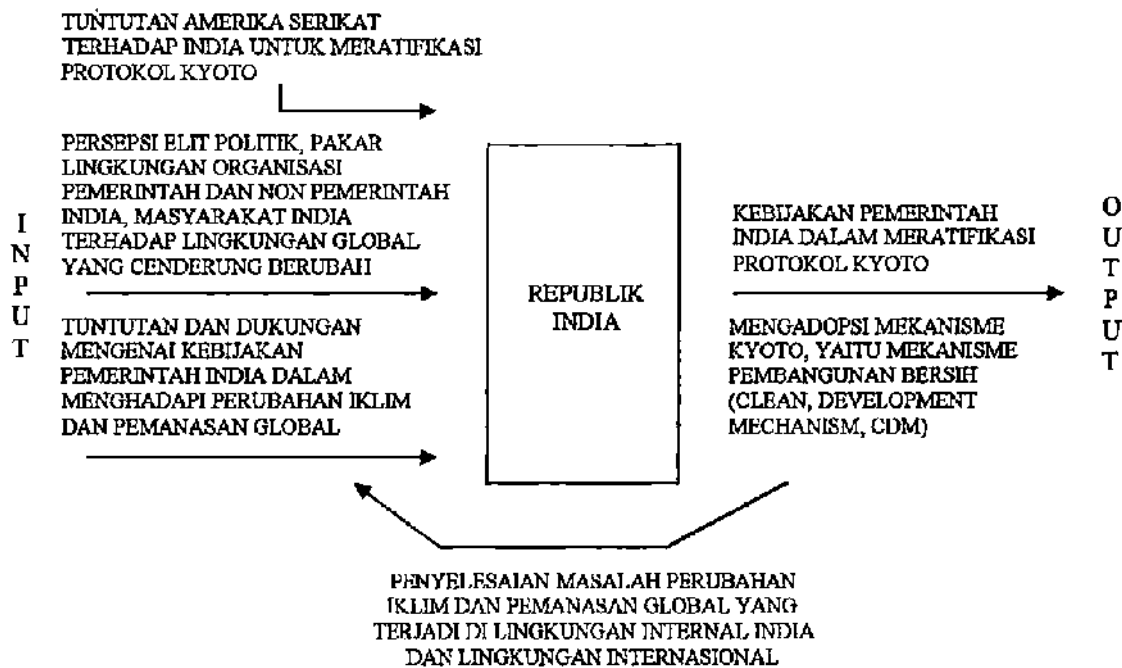 TUNTUTAN AMERIKA SERIKAT
TERHADAP INDIA UNTUK MERATIFIKASI
PROTOKOL KYOTO
PERSEPSI ELIT POLITIK, PAKAR
LINGKUNGAN ORGANISASI
PEMERINTAH DAN NON PEMERINTAH
INDIA, MASYARAKAT INDIA
TERHADAP LINGKUNGAN GLOBAL
YANG CENDERUNG BERUBAH
TUNTUTAN DAN DUKUNGAN
MENGENAI KEBIJAKAN
PEMERINTAH INDIA DALAM
MENGHADAPI PERUBAHAN IKLIM
DAN PEMANASAN GLOBAL
INPUT
REPUBLIK
INDIA
KEBIJAKAN PEMERINTAH
INDIA DALAM MERATIFIKASI
PROTOKOL KYOTO
MENGADOPSI MEKANISME
KYOTO, YAITU MEKANISME
PEMBANGUNAN BERSIH
(CLEAN, DEVELOPMENT
MECHANISM, CDM)
OUTPUT
PENYELESAIAN MASALAH PERUBAHAN
IKLIM DAN PEMANASAN GLOBAL YANG
TERJADI DI LINGKUNGAN INTERNAL INDIA
DAN LINGKUNGAN INTERNASIONAL